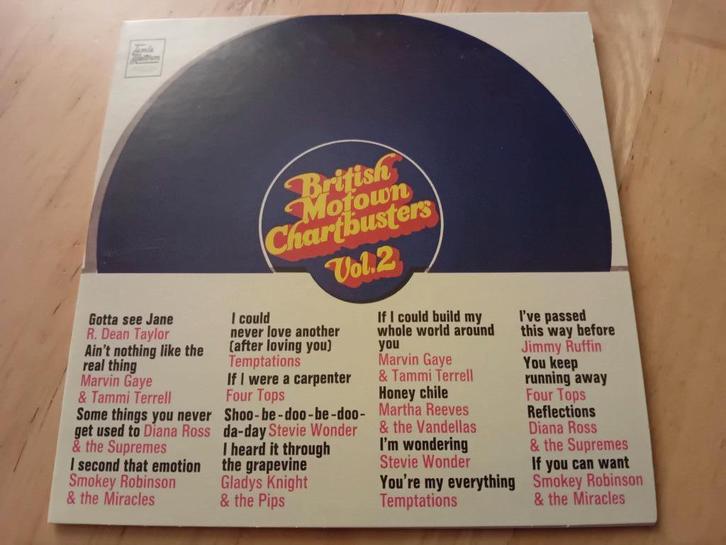 Tamla
Motown
British
Motown
Chartbusters
Vol.2
Gotta see Jane
R. Dean Taylor
Ain't nothing like the
real thing
Marvin Gaye
& Tammi Terrell
Some things you never
get used to Diana Ross
& the Supremes
I second that emotion
Smokey Robinson
& the Miracles
I could
never love another
(after loving you)
Temptations
If I were a carpenter
Four Tops
Shoo-be-doo-be-doo-
da-day Stevie Wonder
I heard it through
the grapevine
Gladys Knight
& the Pips
If I could build my
whole world around
you
Marvin Gaye
& Tammi Terrell
Honey chile
Martha Reeves
& the Vandellas
I'm wondering
Stevie Wonder
You're my everything
Temptations
I've passed
this way before
Jimmy Ruffin
You keep
running away
Four Tops
Reflections
Diana Ross
& the Supremes
If you can want
Smokey Robinson
& the Miracles